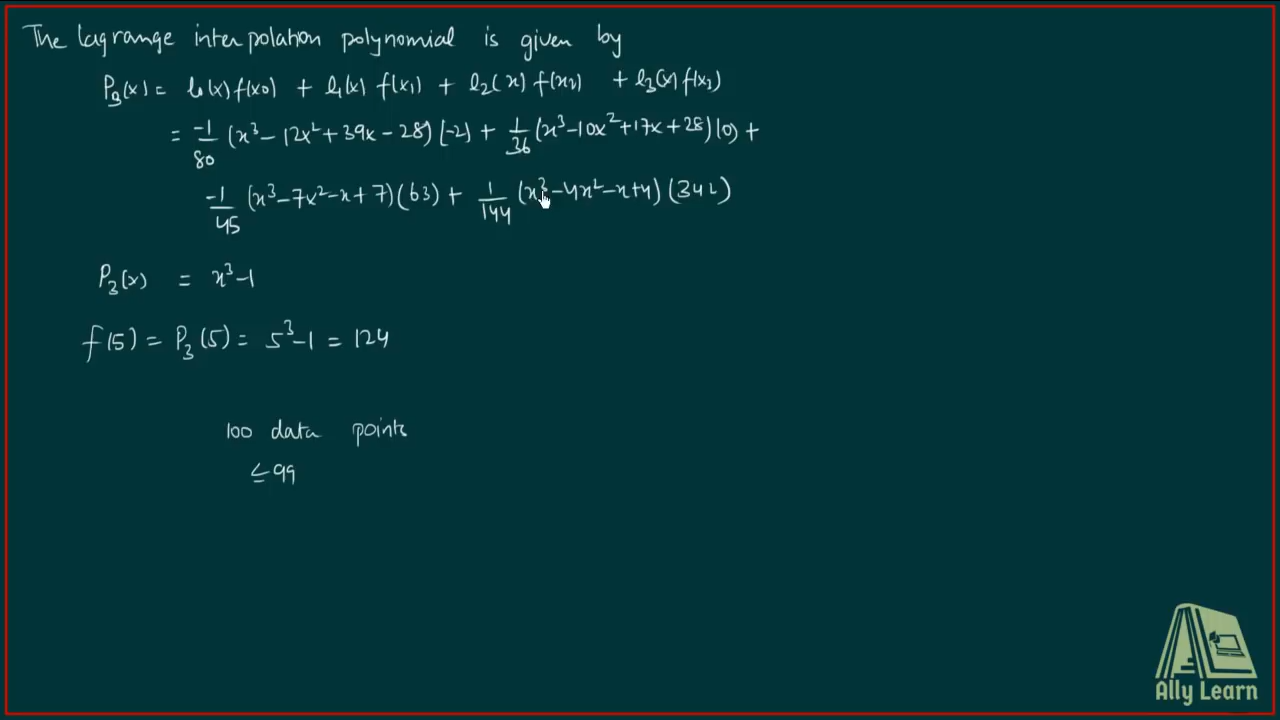 The Lagrange interpolation polynomial is given by
P₃(x) = l₀(x)f(x₀) + l₁(x) f(x₁) + l₂(x) f(x₂) + l₃(x) f(x₃)
= -1/80 (x³ - 12x² + 39x - 28) (-2) + 1/36 (x³ - 10x² + 17x + 28) (0) +
-1/45 (x³ - 7x² - x + 7) (63) + 1/144 (x³ - 4x² - x + 4) (342)
P₃(x) = x³ - 1
f(5) = P₃(5) = 5³ - 1 = 124
100 data points
≤ 99
Ally Learn